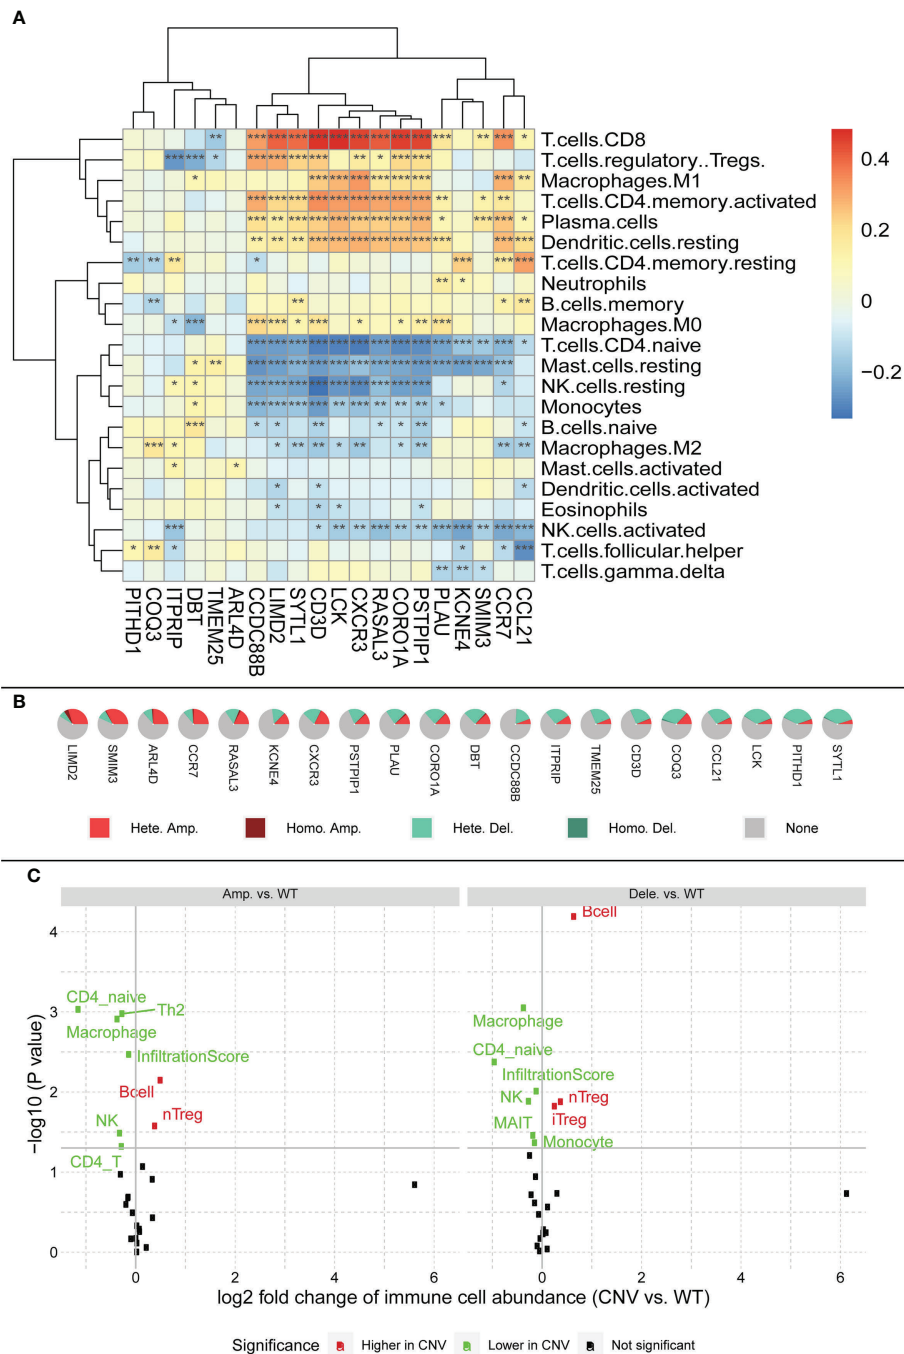 A
T.cells.CD8
T.cells.regulatory..Tregs.
Macrophages.M1
T.cells.CD4.memory.activated
Plasma.cells
Dendritic.cells.resting
T.cells.CD4.memory.resting
Neutrophils
B.cells.memory
Macrophages.M0
T.cells.CD4.naive
Mast.cells.resting
NK.cells.resting
Monocytes
B.cells.naive
Macrophages.M2
Mast.cells.activated
Dendritic.cells.activated
Eosinophils
NK.cells.activated
T.cells.follicular.helper
T.cells.gamma.delta
0.4
0.2
0
−0.2
PITHD1
COQ3
ITPRIP
DBT
TMEM25
ARL4D
CCDC88B
LIMD2
SYTL1
CD3D
LCK
CXCR3
RASAL3
CORO1A
PSTPIP1
PLAU
KCNE4
SMIM3
CCR7
CCL21
B
LIMD2
SMIM3
ARL4D
CCR7
RASAL3
KCNE4
CXCR3
PSTPIP1
PLAU
CORO1A
DBT
CCDC88B
ITPRIP
TMEM25
CD3D
COQ3
CCL21
LCK
PITHD1
SYTL1
Hete. Amp. Homo. Amp. Hete. Del. Homo. Del. None
C
Amp. vs. WT
Dele. vs. WT
−log10 (P value)
4
3
2
1
0
CD4_naive
Th2
Macrophage
InfiltrationScore
Bcell
nTreg
NK
CD4_T
Bcell
Macrophage
CD4_naive
InfiltrationScore
NK
nTreg
iTreg
MAIT
Monocyte
0 2 4 6 0 2 4 6
log2 fold change of immune cell abundance (CNV vs. WT)
Significance a Higher in CNV a Lower in CNV a Not significant